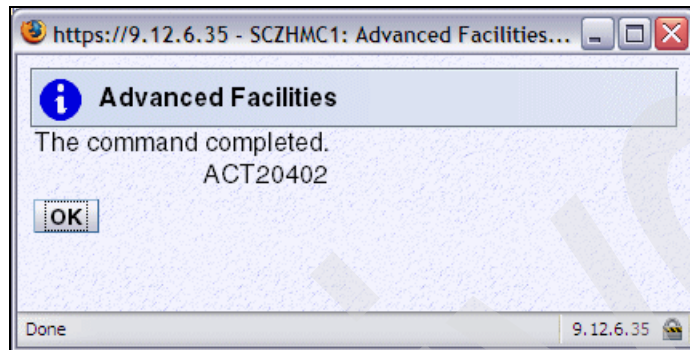 https://9.12.6.35 - SCZHMC1: Advanced Facilities...
Advanced Facilities
The command completed.
ACT20402
OK
Done
9.12.6.35